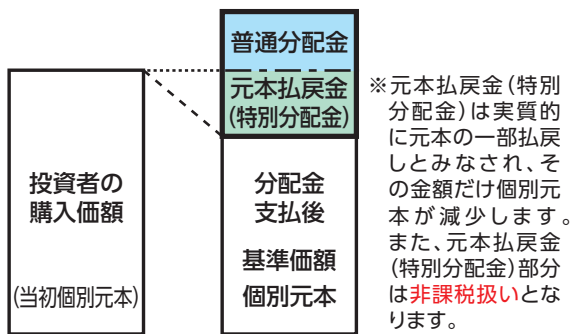 普通分配金
元本払戻金
(特別分配金)
投資者の
購入価額
(当初個別元本)
分配金
支払後
基準価額
個別元本
※元本払戻金(特別
分配金)は実質的
に元本の一部払戻
しとみなされ、そ
の金額だけ個別元
本が減少します。
また、元本払戻金
(特別分配金)部分
は非課税扱いとな
ります。